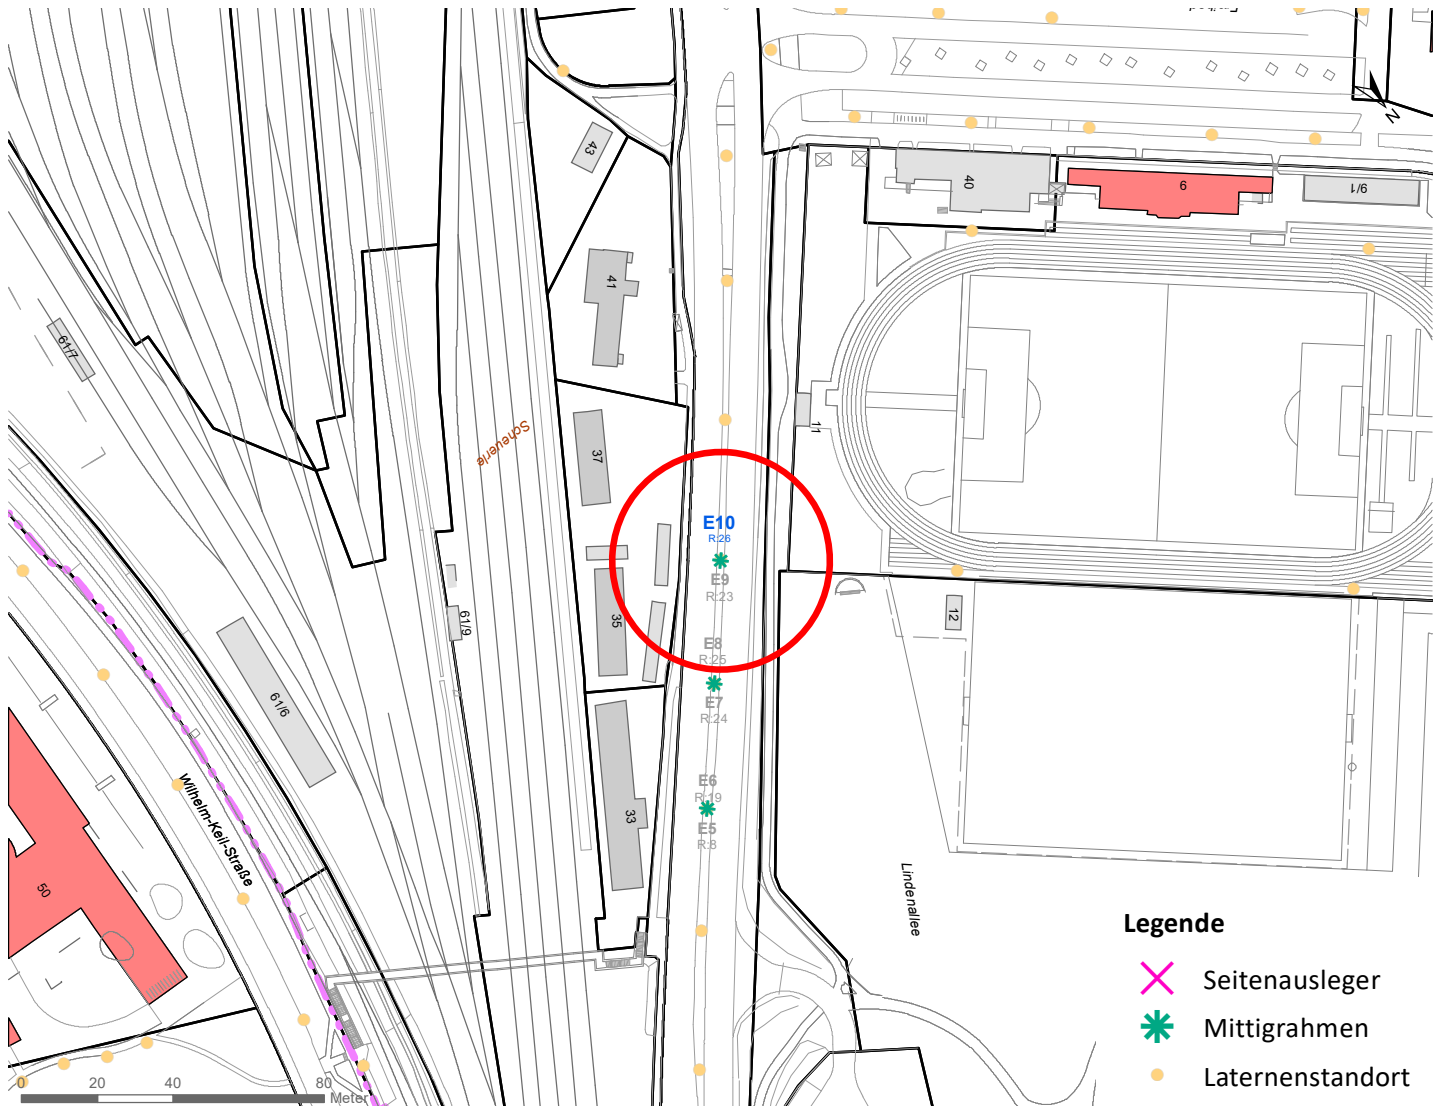 N
43
40
9
9/1
41
61/7
11
Scheuerle
37
E10
R:26
E9
R:23
12
35
61/9
E8
R:25
61/6
E7
R:24
E6
R:19
33
E5
R:8
Wilhelm-Keil-Straße
50
Lindenallee
Legende
Seitenausleger
Mittigrahmen
Laternenstandort
0 20 40 80
Meter